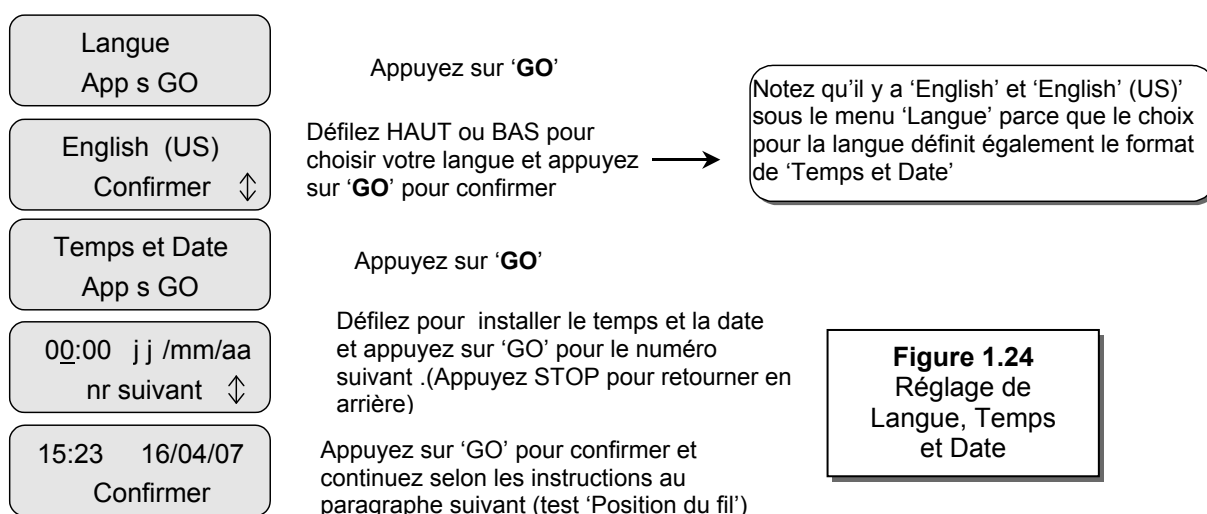 Langue
App s GO
Appuyez sur ‘GO’
English (US)
Confirmer ↕
Défilez HAUT ou BAS pour
choisir votre langue et appuyez
sur ‘GO’ pour confirmer
Notez qu’il y a ‘English’ et ‘English’ (US)’
sous le menu ‘Langue’ parce que le choix
pour la langue définit également le format
de ‘Temps et Date’
Temps et Date
App s GO
Appuyez sur ‘GO’
00:00 j j /mm/aa
nr suivant ↕
Défilez pour installer le temps et la date
et appuyez sur ‘GO’ pour le numéro
suivant .(Appuyez STOP pour retourner en
arrière)
15:23 16/04/07
Confirmer
Appuyez sur ‘GO’ pour confirmer et
continuez selon les instructions au
paragraphe suivant (test ‘Position du fil’)
Figure 1.24
Réglage de
Langue, Temps
et Date